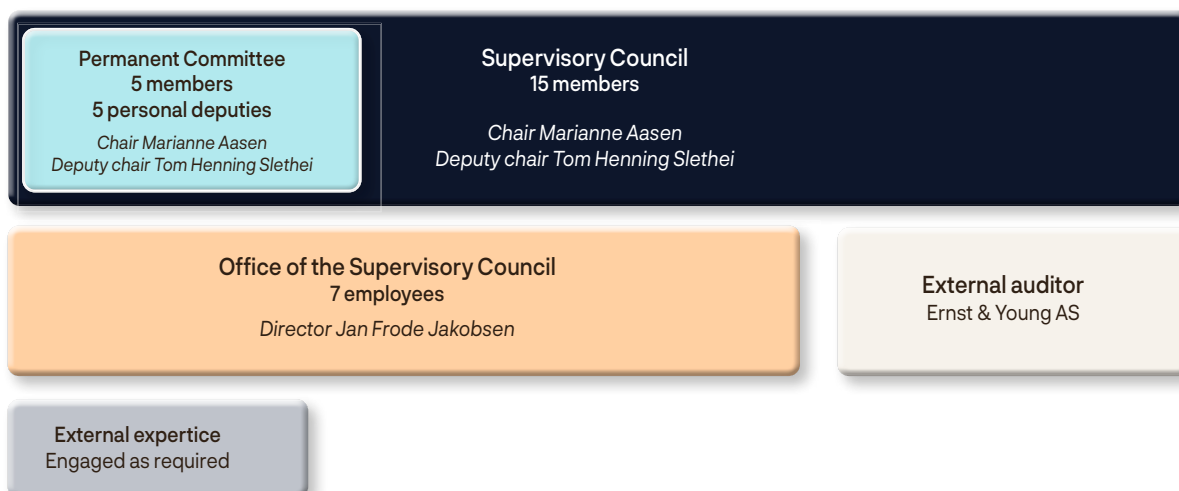 Permanent Committee
5 members
5 personal deputies
Chair Marianne Aasen
Deputy chair Tom Henning Slethei
Supervisory Council
15 members
Chair Marianne Aasen
Deputy chair Tom Henning Slethei
Office of the Supervisory Council
7 employees
Director Jan Frode Jakobsen
External auditor
Ernst & Young AS
External expertice
Engaged as required